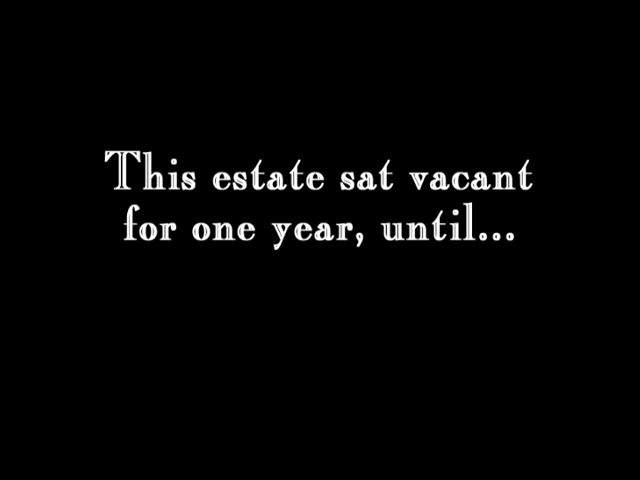 This estate sat vacant
for one year, until...